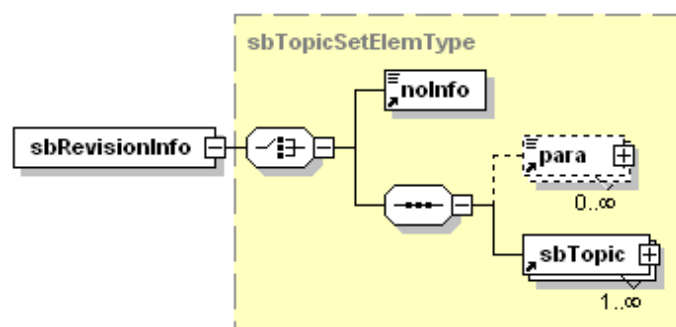 sbTopicSetElemType
noInfo
sbRevisionInfo
para
0..∞
sbTopic
1..∞